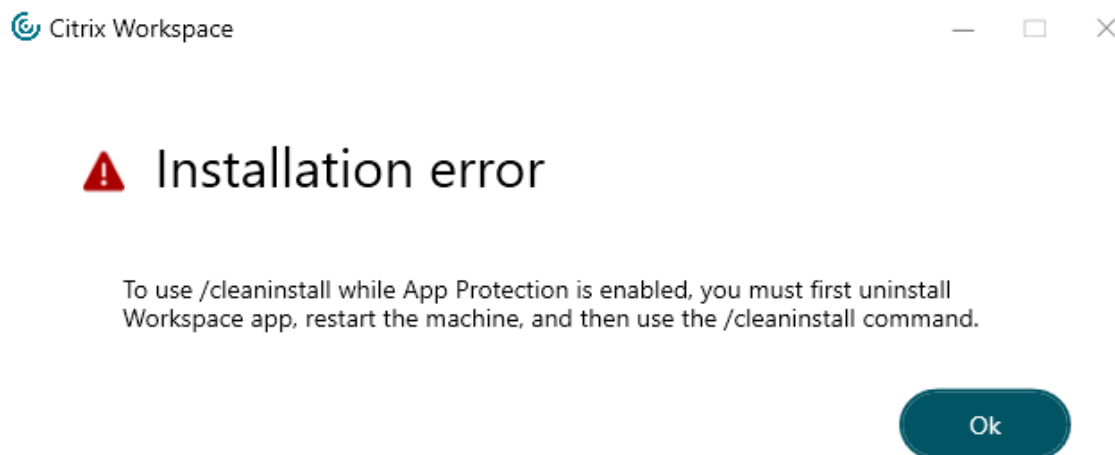 Citrix Workspace
Installation error
To use /cleaninstall while App Protection is enabled, you must first uninstall
Workspace app, restart the machine, and then use the /cleaninstall command.
Ok